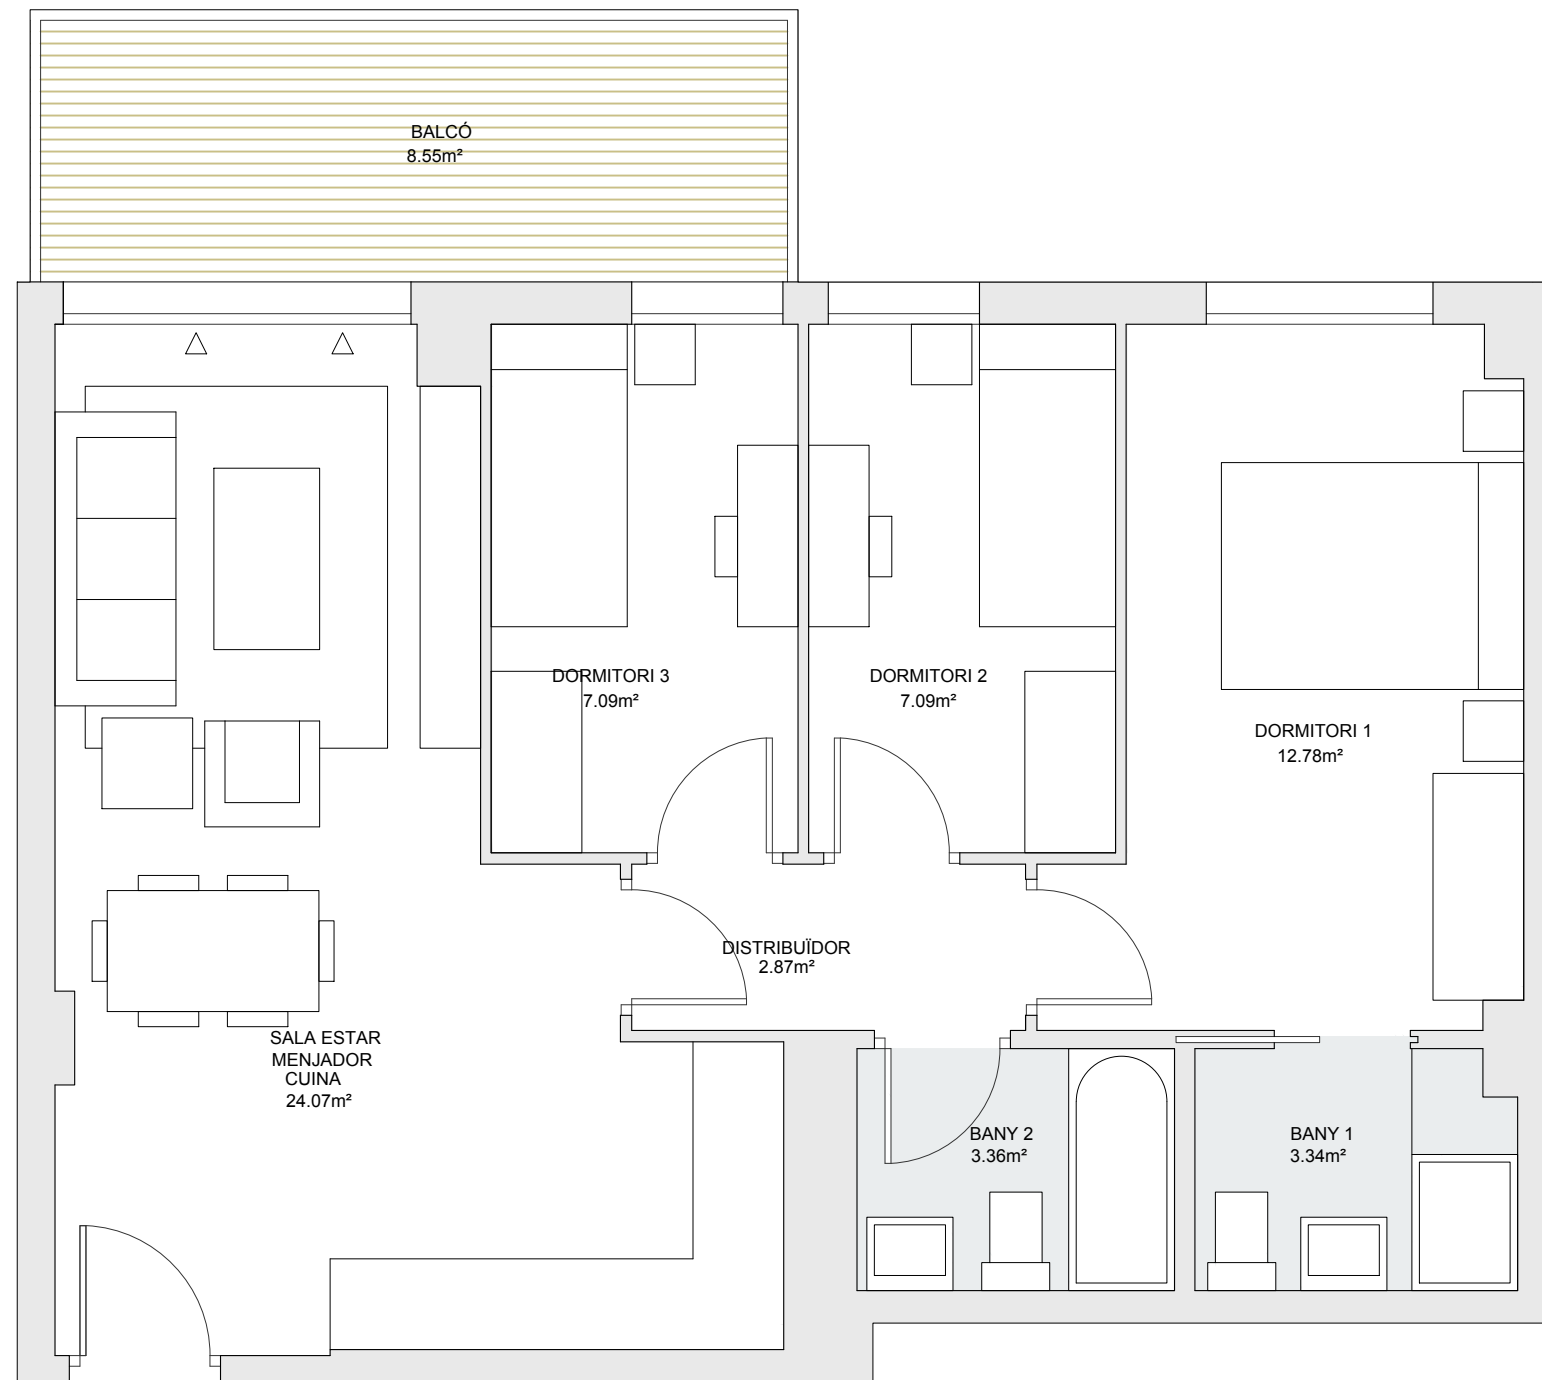 BALCÓ
8.55m²
DORMITORI 3
7.09m²
DORMITORI 2
7.09m²
DORMITORI 1
12.78m²
DISTRIBUÏDOR
2.87m²
SALA ESTAR
MENJADOR
CUINA
24.07m²
BANY 2
3.36m²
BANY 1
3.34m²